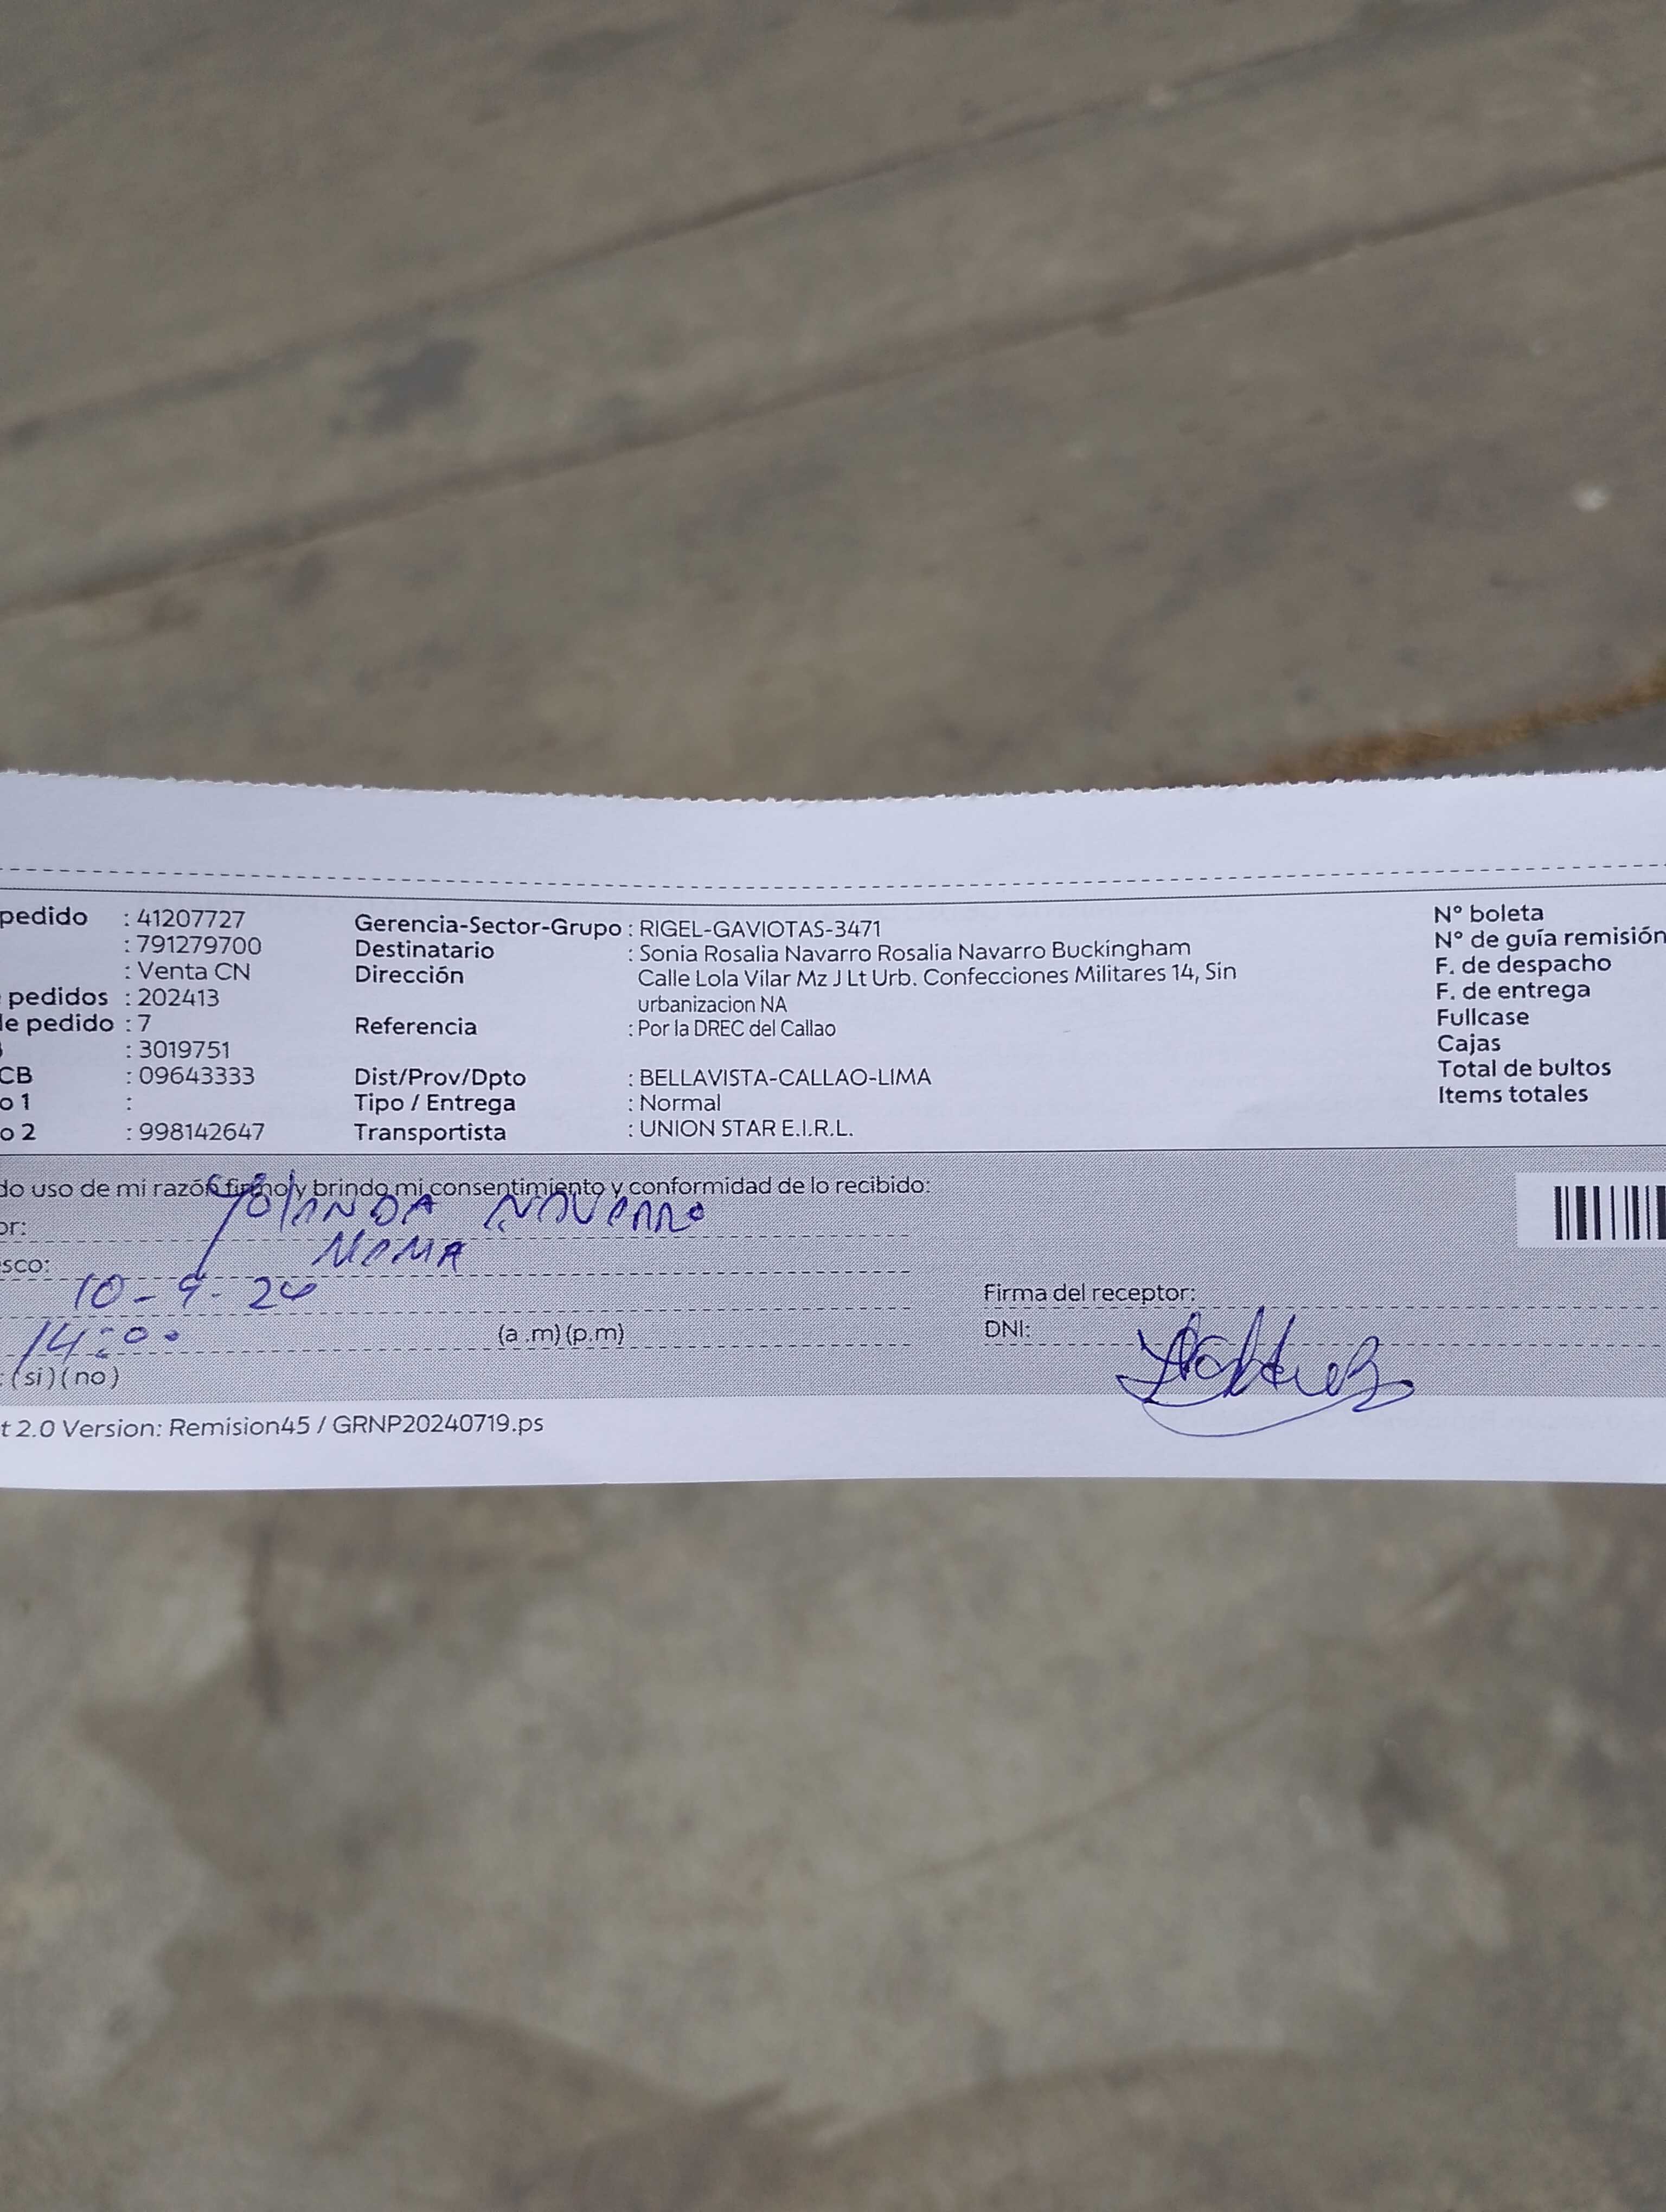 pedido : 41207727
: 791279700
: Venta CN
pedidos : 202413
de pedido : 7
: 3019751
CB : 09643333
o 1 :
o 2 : 998142647
Gerencia-Sector-Grupo : RIGEL-GAVIOTAS-3471
Destinatario : Sonia Rosalia Navarro Rosalia Navarro Buckingham
Dirección Calle Lola Vilar Mz J Lt Urb. Confecciones Militares 14, Sin
urbanizacion NA
Referencia : Por la DREC del Callao
Dist/Prov/Dpto : BELLAVISTA-CALLAO-LIMA
Tipo / Entrega : Normal
Transportista : UNION STAR E.I.R.L.
N° boleta
N° de guía remisión
F. de despacho
F. de entrega
Fullcase
Cajas
Total de bultos
Items totales
do uso de mi razón firmo y brindo mi consentimiento y conformidad de lo recibido:
or: YolANDA NAVARRO
sco: MAMA
10-9-24
14:00 (a .m) (p.m)
: (si) (no)
Firma del receptor:
DNI:
t 2.0 Version: Remision45 / GRNP20240719.ps